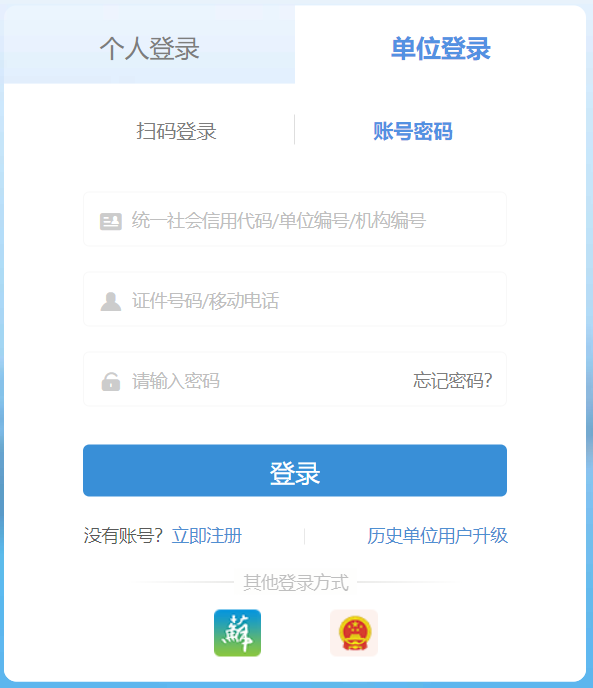 个人登录 单位登录
扫码登录 账号密码
统一社会信用代码/单位编号/机构编号
证件号码/移动电话
请输入密码 忘记密码?
登录
没有账号? 立即注册 历史单位用户升级
其他登录方式
蘇